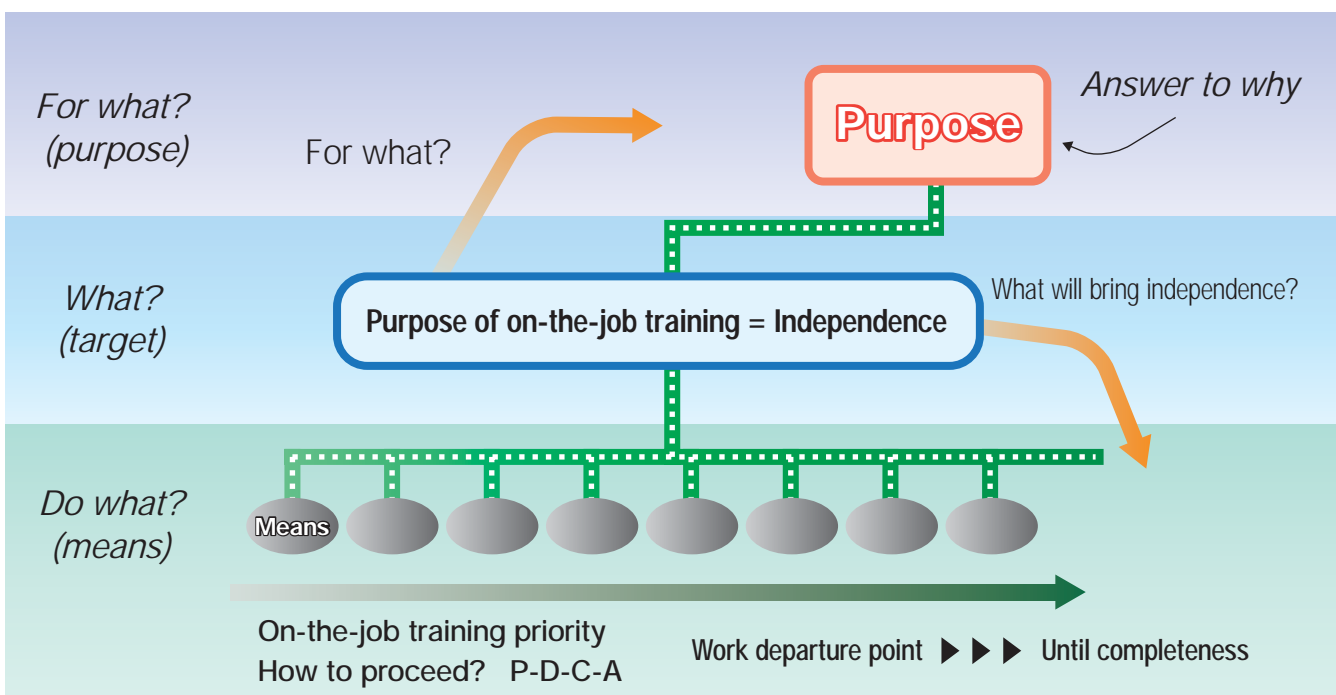 For what?
(purpose)
For what?
Purpose
Answer to why
What?
(target)
Purpose of on-the-job training = Independence
What will bring independence?
Do what?
(means)
Means
On-the-job training priority
How to proceed? P-D-C-A
Work departure point ▶ ▶ ▶ Until completeness